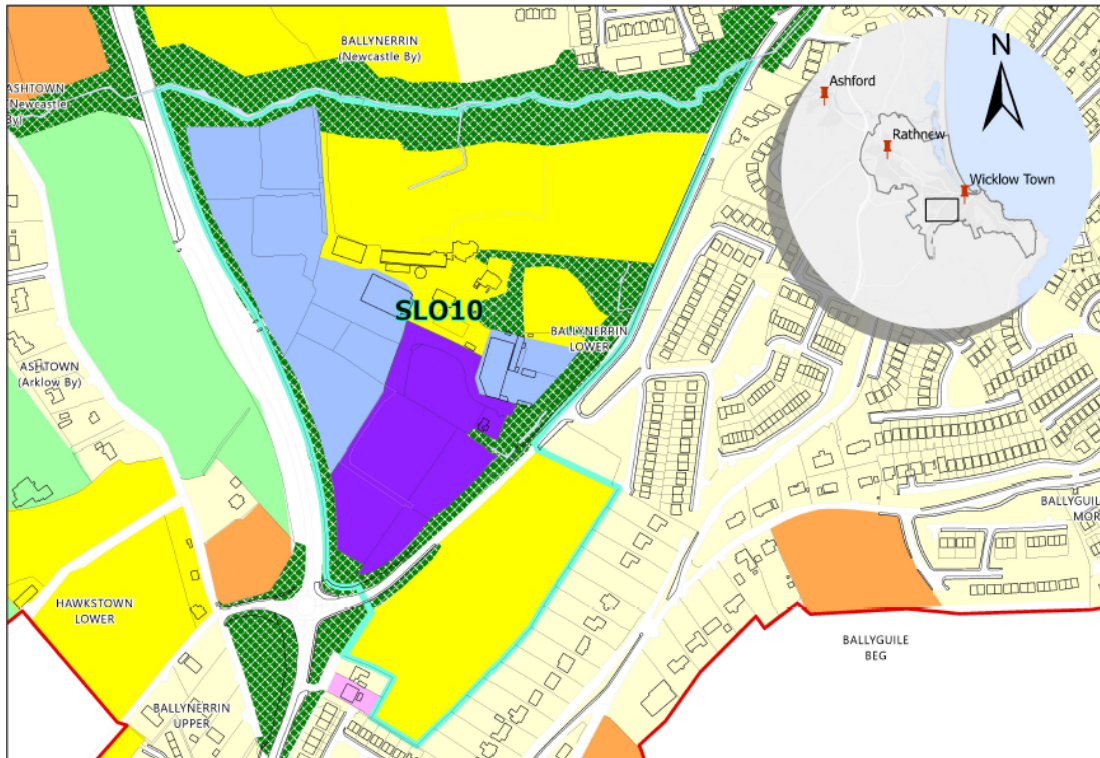 BALLYNERRIN
(Newcastle By)
ASHTOWN
Newcastle
By)
N
Ashford
Rathnew
Wicklow Town
SLO10
BALLYNERRIN
LOWER
ASHTOWN
(Arklow By)
BALLYGUIL
MOR
HAWKSTOWN
LOWER
BALLYGUILE
BEG
BALLYNERRIN
UPPER